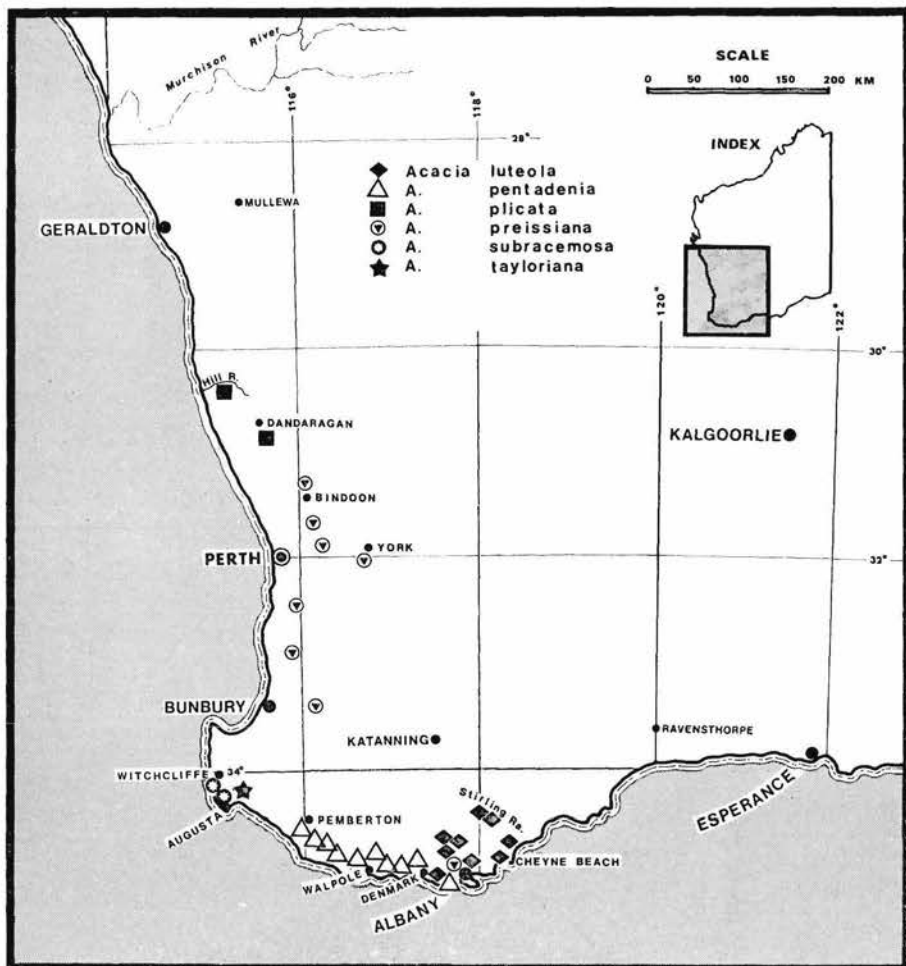 Murchison River
SCALE
0 50 100 150 200 KM
116°
118°
28°
INDEX
Acacia luteola
A. pentadenia
A. plicata
A. preissiana
A. subracemosa
A. tayloriana
MULLEWA
GERALDTON
120°
122°
30°
Hill R.
DANDARAGAN
KALGOORLIE
BINDOON
YORK
PERTH
32°
BUNBURY
KATANNING
RAVENSTHORPE
WITCHCLIFFE
34°
ESPERANCE
AUGUSTA
Stirling Ra.
PEMBERTON
CHEYNE BEACH
WALPOLE
DENMARK
ALBANY